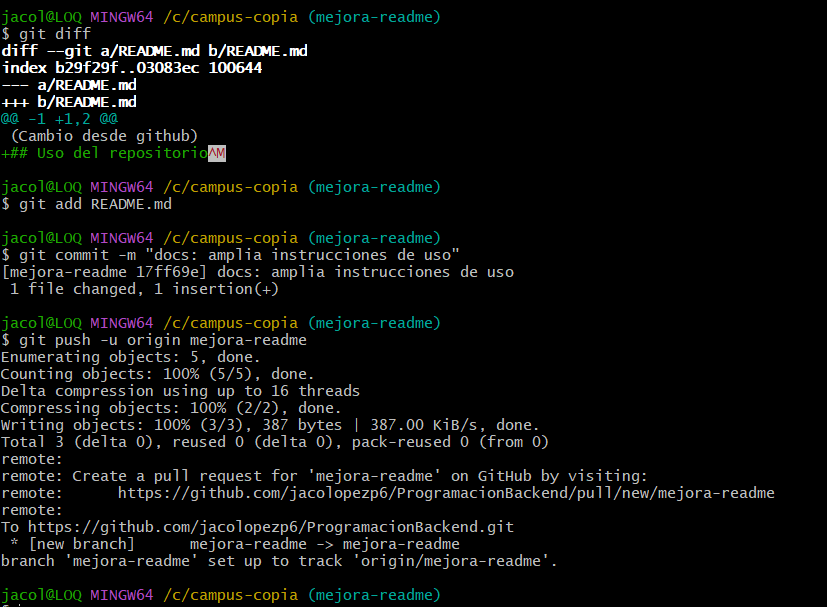 jacol@LOQ MINGW64 /c/campus-copia (mejora-readme)
$ git diff
diff --git a/README.md b/README.md
index b29f29f..03083ec 100644
--- a/README.md
+++ b/README.md
@@ -1 +1,2 @@
 (Cambio desde github)
+## Uso del repositorio^M
jacol@LOQ MINGW64 /c/campus-copia (mejora-readme)
$ git add README.md
jacol@LOQ MINGW64 /c/campus-copia (mejora-readme)
$ git commit -m "docs: amplia instrucciones de uso"
[mejora-readme 17ff69e] docs: amplia instrucciones de uso
 1 file changed, 1 insertion(+)
jacol@LOQ MINGW64 /c/campus-copia (mejora-readme)
$ git push -u origin mejora-readme
Enumerating objects: 5, done.
Counting objects: 100% (5/5), done.
Delta compression using up to 16 threads
Compressing objects: 100% (2/2), done.
Writing objects: 100% (3/3), 387 bytes | 387.00 KiB/s, done.
Total 3 (delta 0), reused 0 (delta 0), pack-reused 0 (from 0)
remote:
remote: Create a pull request for 'mejora-readme' on GitHub by visiting:
remote:      https://github.com/jacolopezp6/ProgramacionBackend/pull/new/mejora-readme
remote:
To https://github.com/jacolopezp6/ProgramacionBackend.git
 * [new branch]      mejora-readme -> mejora-readme
branch 'mejora-readme' set up to track 'origin/mejora-readme'.
jacol@LOQ MINGW64 /c/campus-copia (mejora-readme)